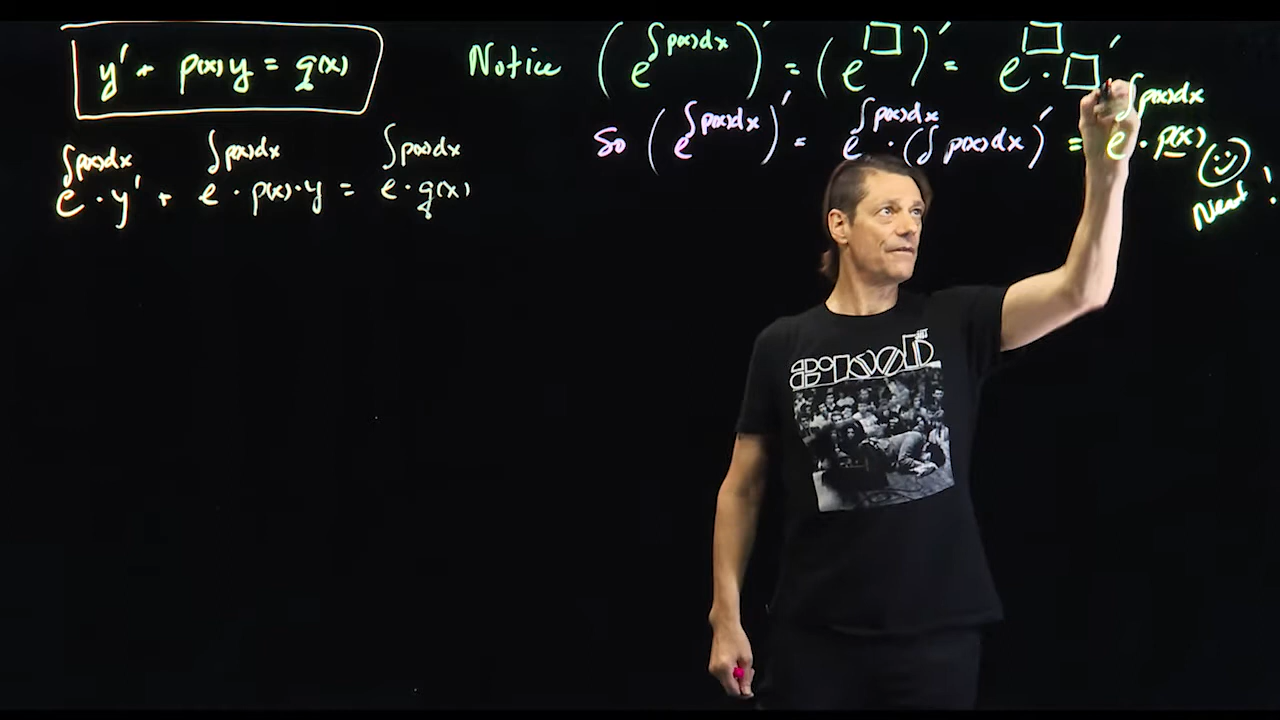 y' + p(x) y = q(x)
e^{∫p(x)dx} · y' + e^{∫p(x)dx} · p(x) · y = e^{∫p(x)dx} · q(x)
Notice (e^{∫p(x)dx})' = (e^□)' = e^□ · □'
So (e^{∫p(x)dx})' = e^{∫p(x)dx} · (∫p(x)dx)' = e^{∫p(x)dx} · p(x)
Neat!